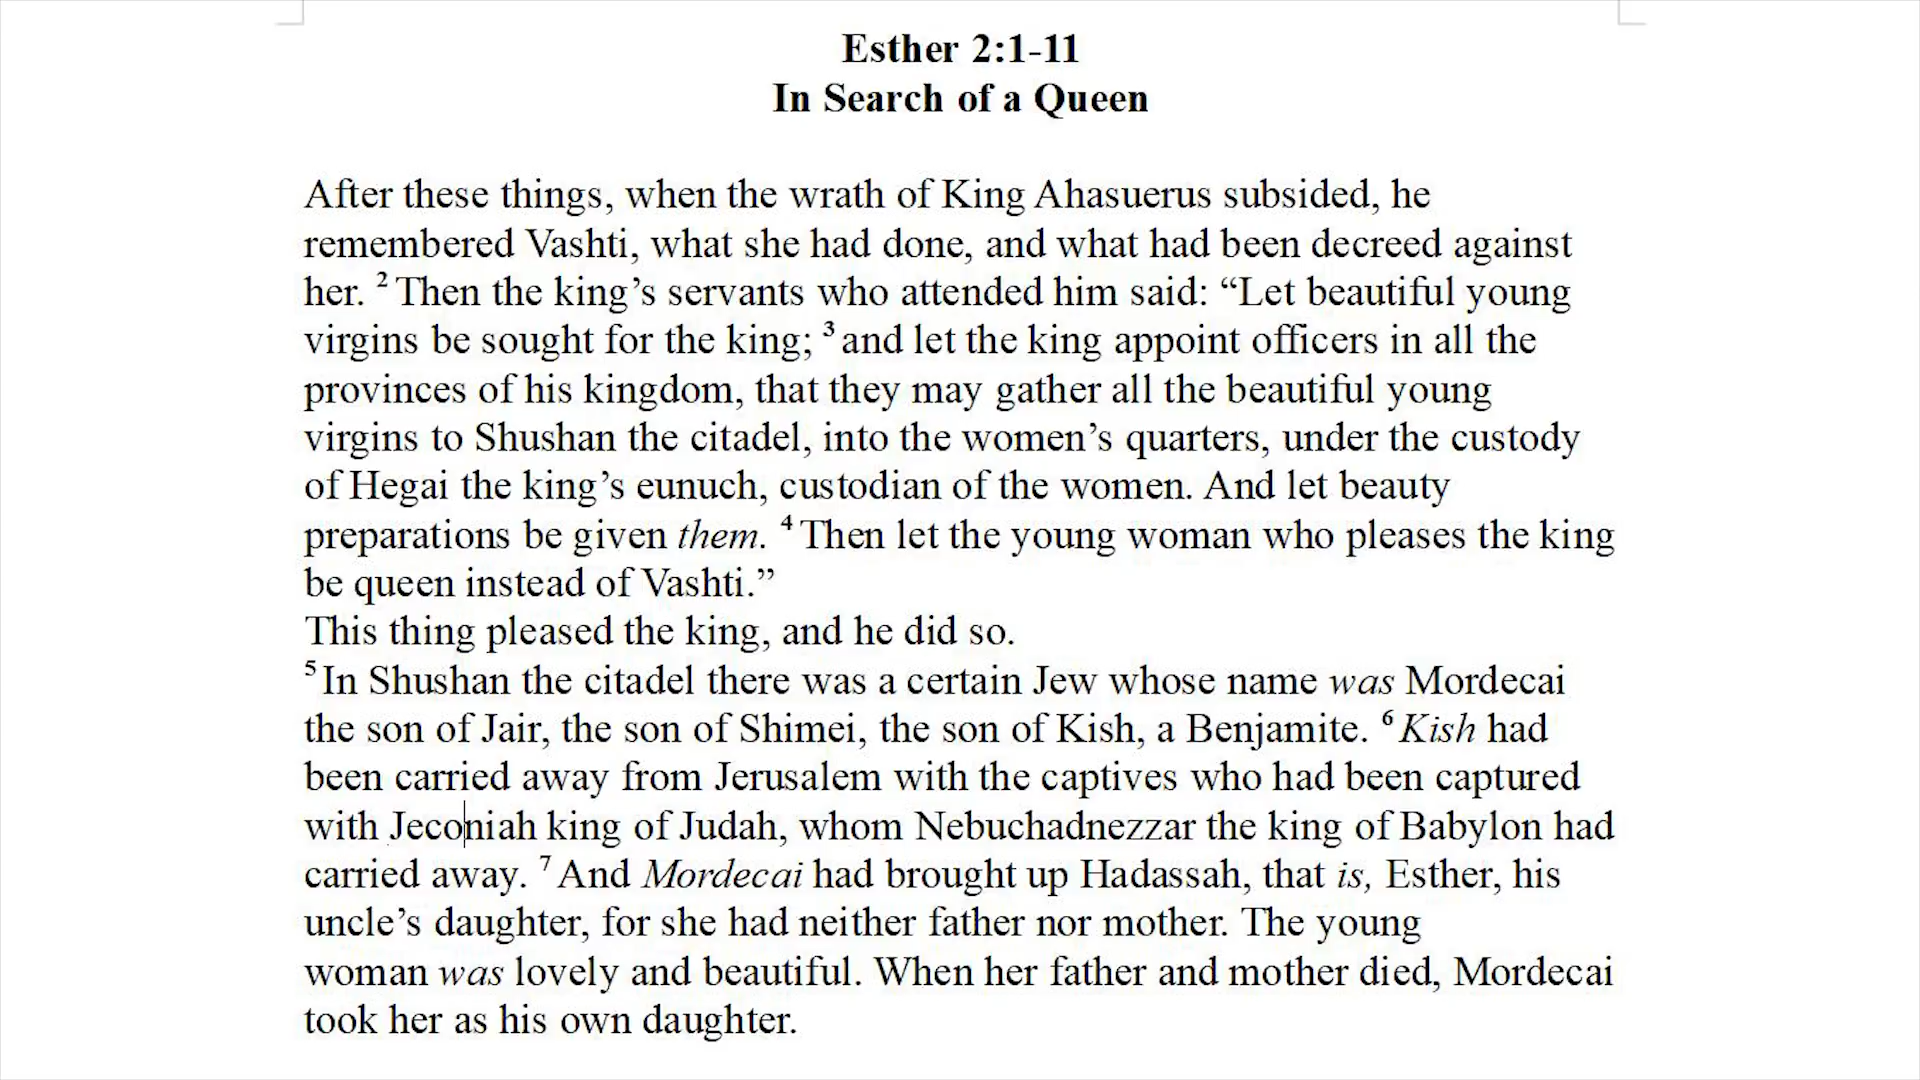 Esther 2:1-11
In Search of a Queen
After these things, when the wrath of King Ahasuerus subsided, he
remembered Vashti, what she had done, and what had been decreed against
her. 2 Then the king’s servants who attended him said: “Let beautiful young
virgins be sought for the king; 3 and let the king appoint officers in all the
provinces of his kingdom, that they may gather all the beautiful young
virgins to Shushan the citadel, into the women’s quarters, under the custody
of Hegai the king’s eunuch, custodian of the women. And let beauty
preparations be given them. 4 Then let the young woman who pleases the king
be queen instead of Vashti.”
This thing pleased the king, and he did so.
5 In Shushan the citadel there was a certain Jew whose name was Mordecai
the son of Jair, the son of Shimei, the son of Kish, a Benjamite. 6 Kish had
been carried away from Jerusalem with the captives who had been captured
with Jeconiah king of Judah, whom Nebuchadnezzar the king of Babylon had
carried away. 7 And Mordecai had brought up Hadassah, that is, Esther, his
uncle’s daughter, for she had neither father nor mother. The young
woman was lovely and beautiful. When her father and mother died, Mordecai
took her as his own daughter.